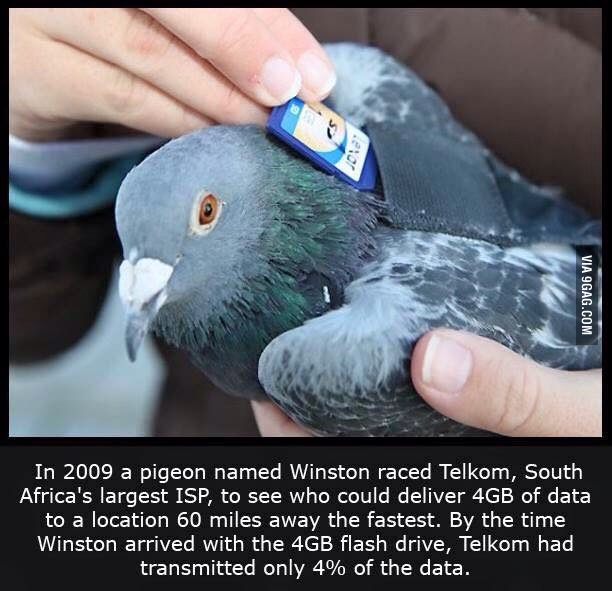 Lexar
VIA 9GAG.COM
In 2009 a pigeon named Winston raced Telkom, South
Africa's largest ISP, to see who could deliver 4GB of data
to a location 60 miles away the fastest. By the time
Winston arrived with the 4GB flash drive, Telkom had
transmitted only 4% of the data.